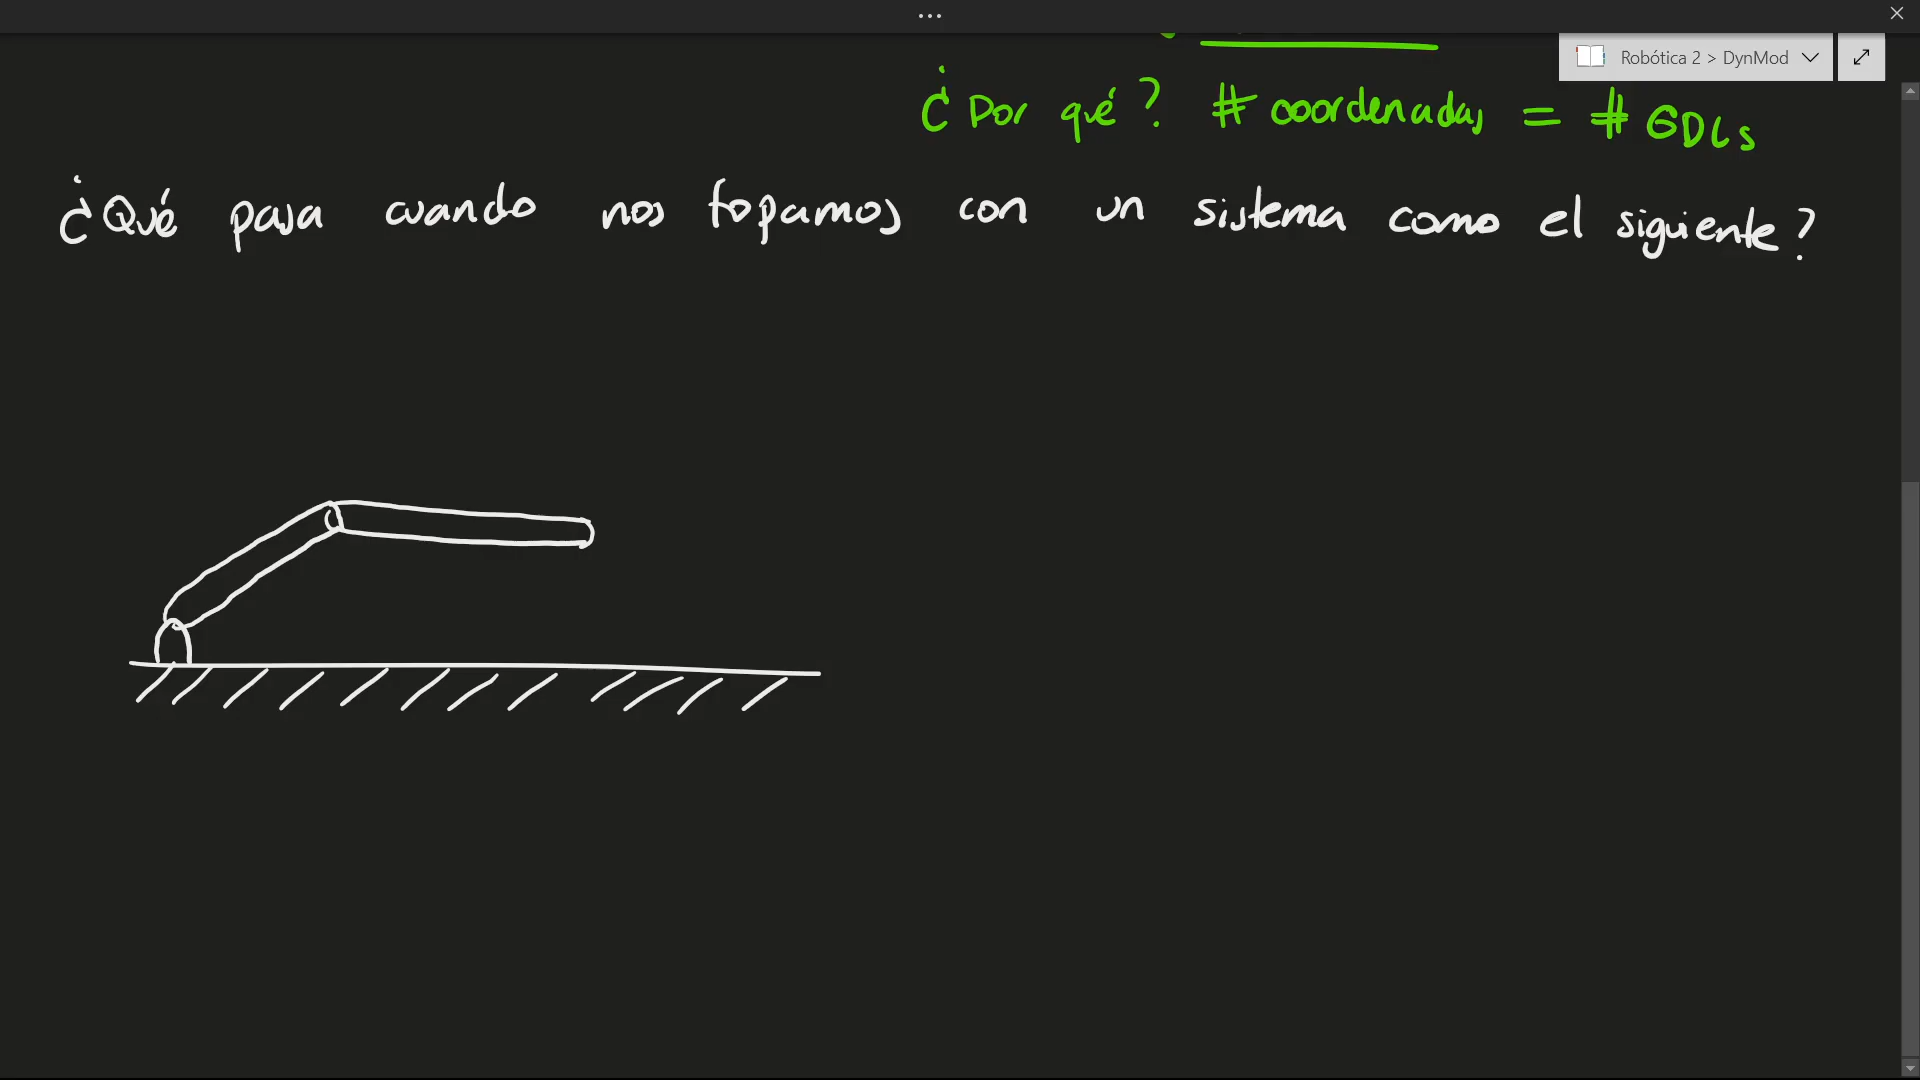 ...
Robótica 2 > DynMod
¿Por qué? # coordenadas = # GDLs
¿Qué pasa cuando nos topamos con un sistema como el siguiente?